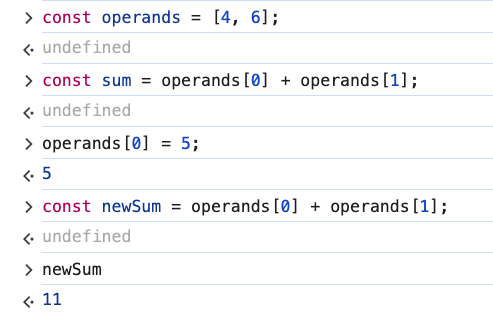 > const operands = [4, 6];
undefined
> const sum = operands[0] + operands[1];
undefined
> operands[0] = 5;
5
> const newSum = operands[0] + operands[1];
undefined
> newSum
11